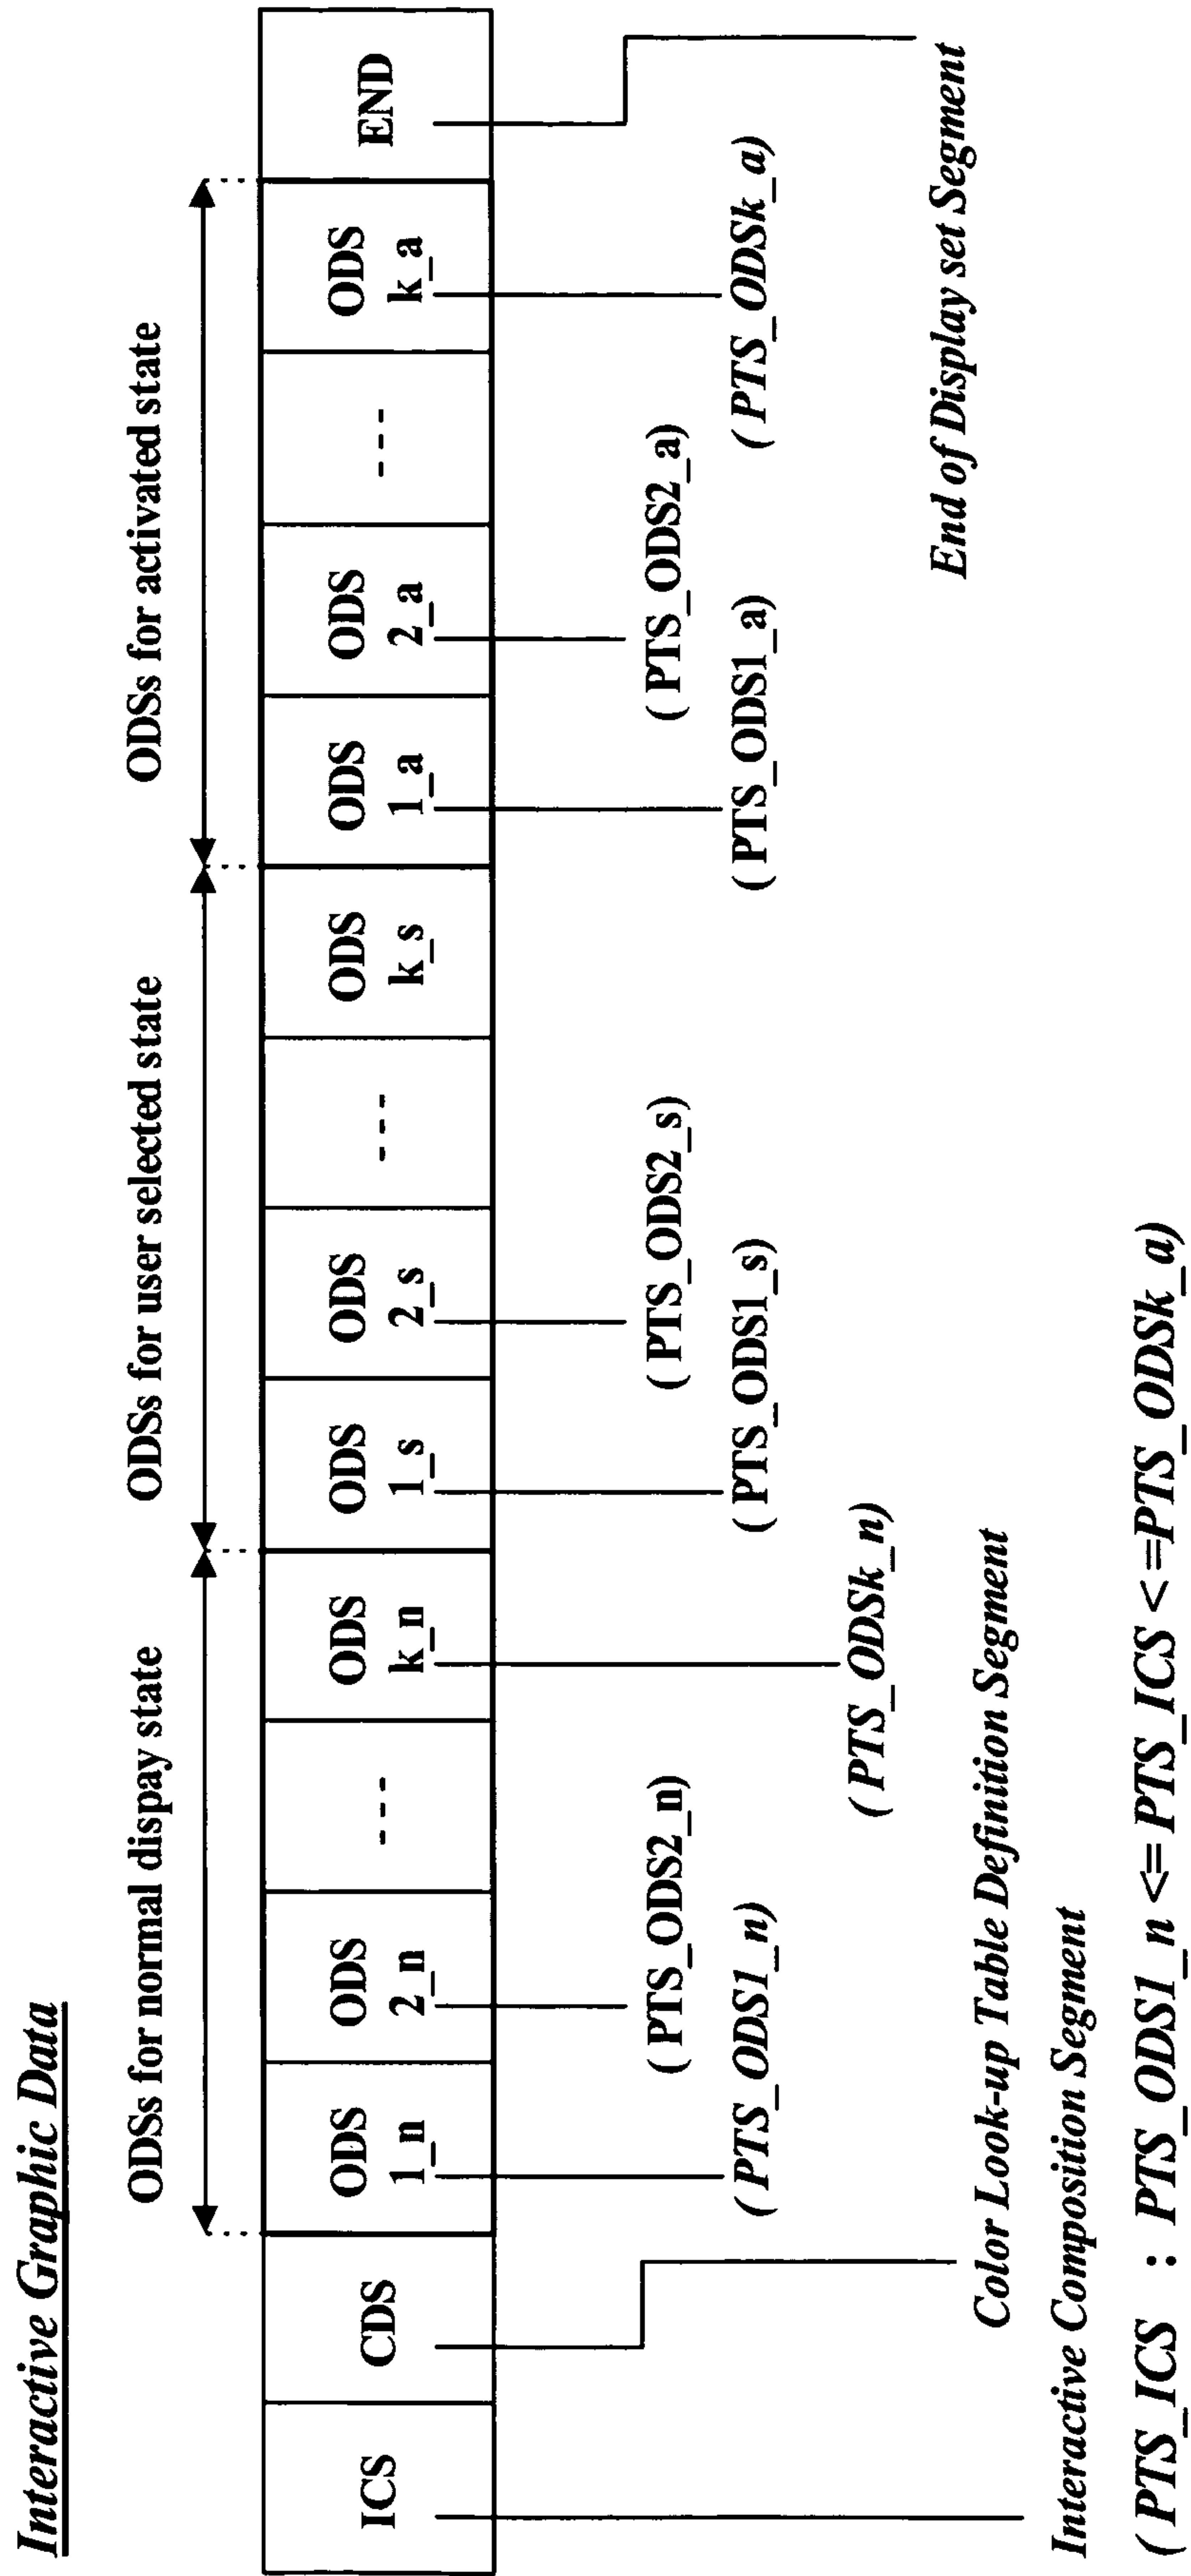 Interactive Graphic Data
ODSs for normal dispay state
ODSs for user selected state
ODSs for activated state
ICS
CDS
ODS
1_n
ODS
2_n
---
ODS
k_n
ODS
1_s
ODS
2_s
---
ODS
k_s
ODS
1_a
ODS
2_a
---
ODS
k_a
END
( PTS_ODS2_n)
( PTS_ODS2_s)
( PTS_ODS2_a)
( PTS_ODS1_n)
( PTS_ODS1_s)
( PTS_ODS1_a)
( PTS_ODSk_a)
( PTS_ODSk_n)
End of Display set Segment
Color Look-up Table Definition Segment
Interactive Composition Segment
( PTS_ICS : PTS_ODS1_n <= PTS_ICS < =PTS_ODSk_a)